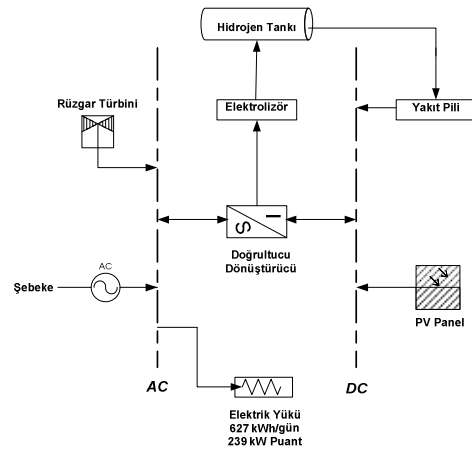 Hidrojen Tankı
Rüzgar Türbini
Elektrolizör
Yakıt Pili
Doğrultucu
Dönüştürücü
AC
Şebeke
PV Panel
AC
DC
Elektrik Yükü
627 kWh/gün
239 kW Puant